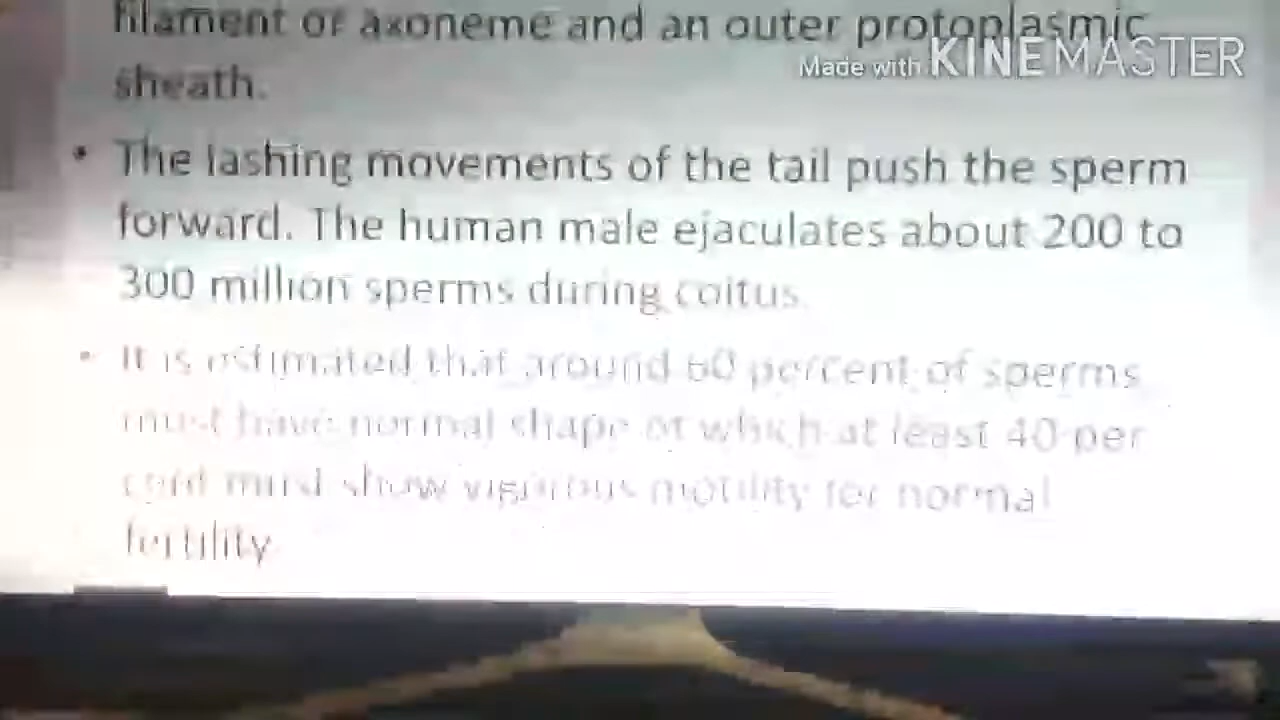 filament or axoneme and an outer protoplasmic
Made with KINEMASTER
sheath.
• The lashing movements of the tail push the sperm
forward. The human male ejaculates about 200 to
300 million sperms during coitus.
• It is estimated that around 60 percent of sperms
must have normal shape of which at least 40 per
cent must show vigorous motility for normal
fertility